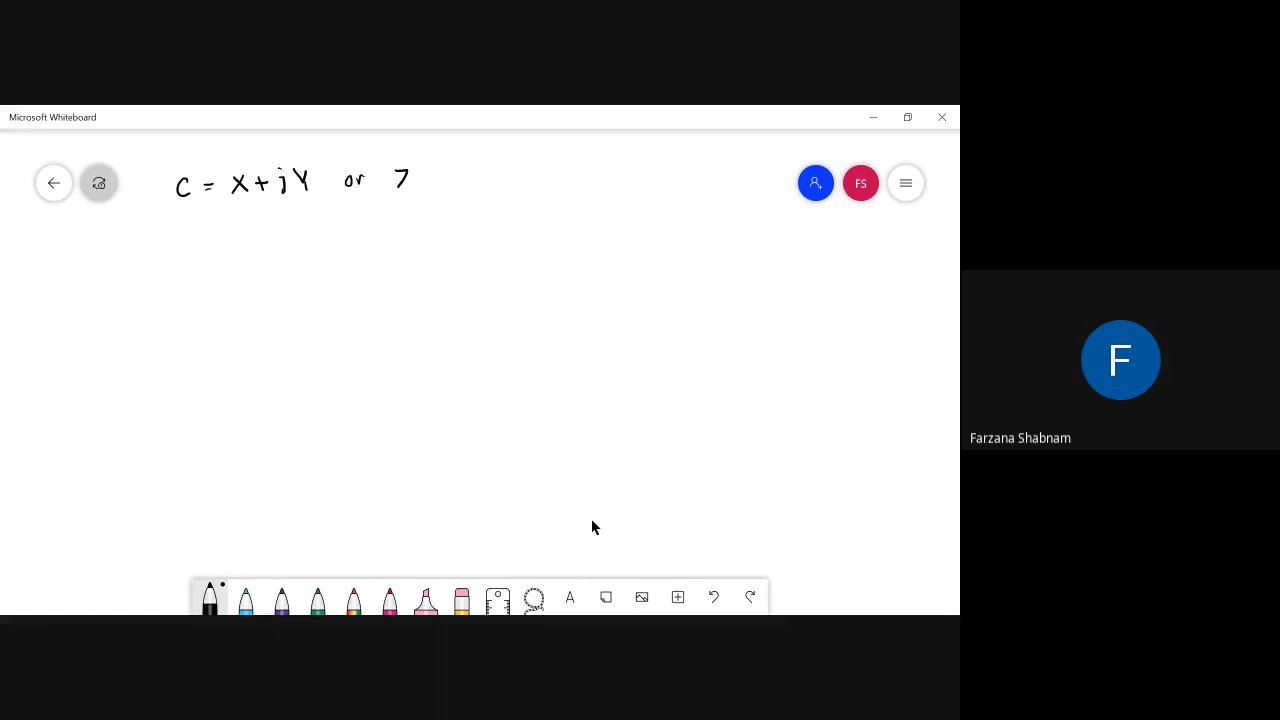 Microsoft Whiteboard
C = X + jY or 7
FS
F
Farzana Shabnam
A